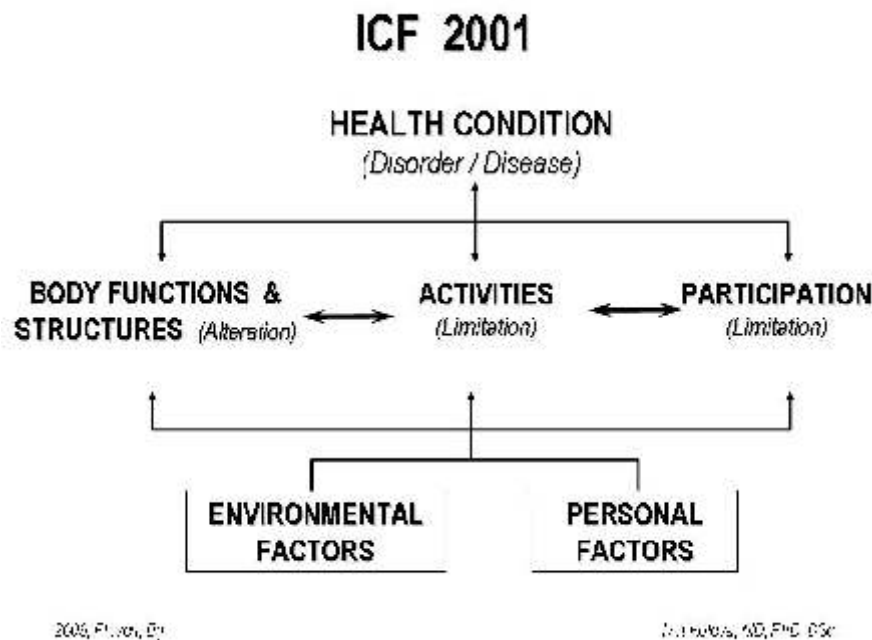 ICF 2001
HEALTH CONDITION
(Disorder / Disease)
BODY FUNCTIONS &
STRUCTURES (Alteration)
ACTIVITIES
(Limitation)
PARTICIPATION
(Limitation)
ENVIRONMENTAL
FACTORS
PERSONAL
FACTORS